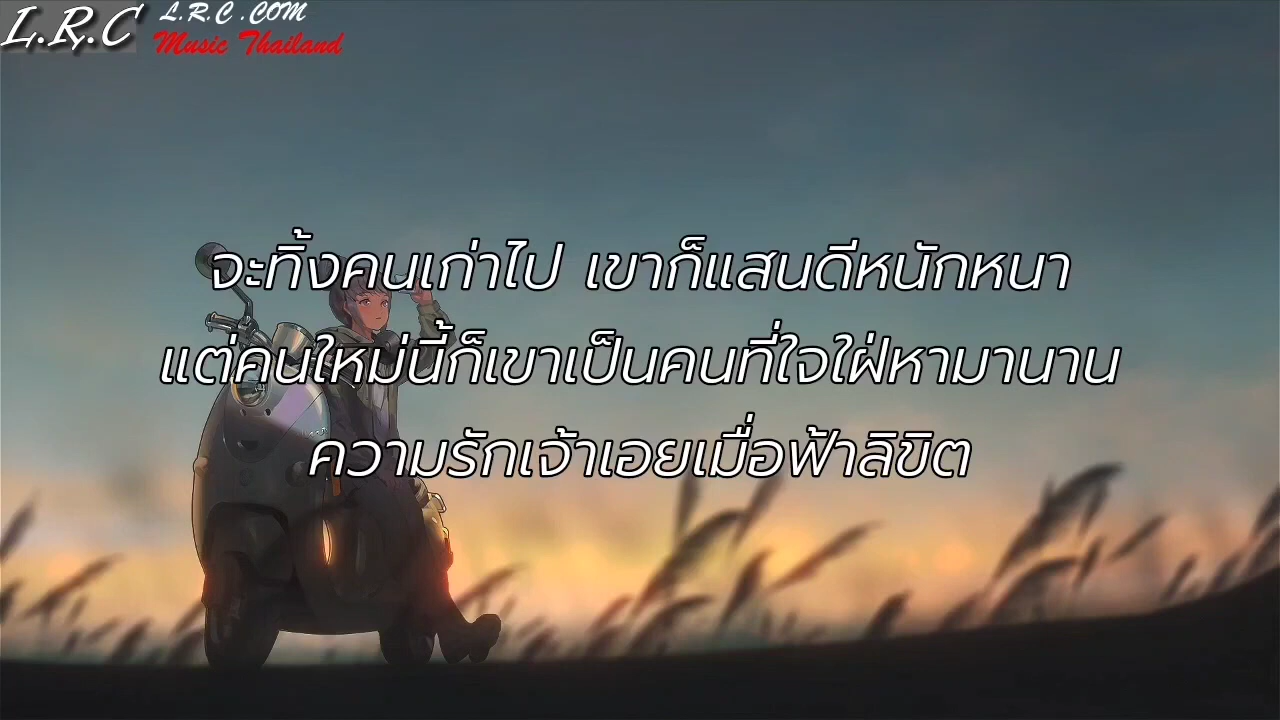 L.R.C
L.R.C .COM
Music Thailand
จะทิ้งคนเก่าไป เขาก็แสนดีหนักหนา
แต่คนใหม่นี้ก็เขาเป็นคนที่ใจใฝ่หามานาน
ความรักเจ้าเอยเมื่อฟ้าลิขิต